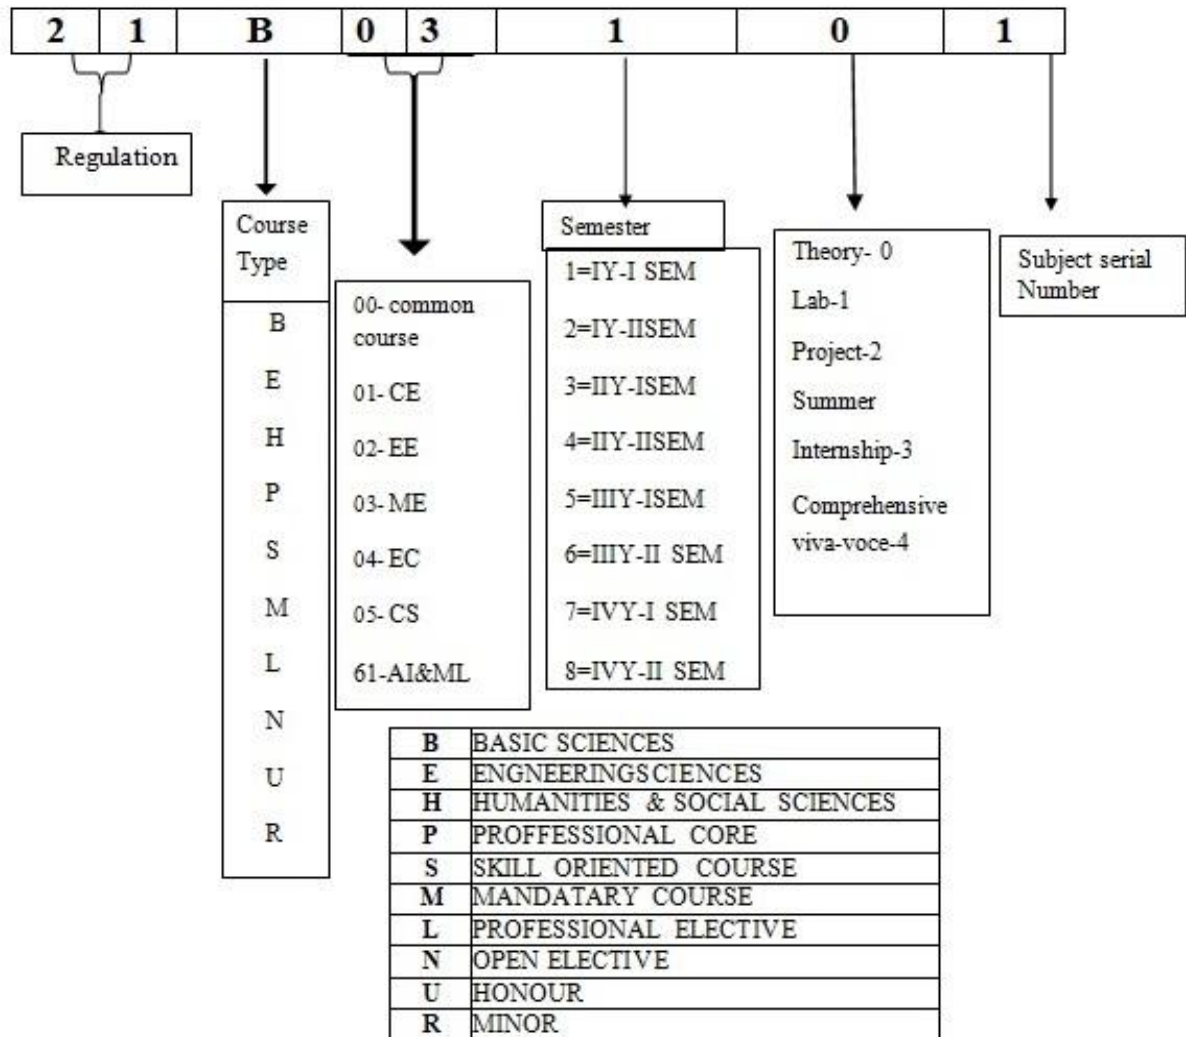 2 1 B 0 3 1 0 1
Regulation
Course
Type
B
E
H
P
S
M
L
N
U
R
00- common
course
01- CE
02- EE
03- ME
04- EC
05- CS
61-AI&ML
Semester
1=IY-I SEM
2=IY-IISEM
3=IIY-ISEM
4=IIY-IISEM
5=IIIY-ISEM
6=IIIY-II SEM
7=IVY-I SEM
8=IVY-II SEM
Theory- 0
Lab-1
Project-2
Summer
Internship-3
Comprehensive
viva-voce-4
Subject serial
Number
B BASIC SCIENCES
E ENGNEERINGSCIENCES
H HUMANITIES & SOCIAL SCIENCES
P PROFFESSIONAL CORE
S SKILL ORIENTED COURSE
M MANDATARY COURSE
L PROFESSIONAL ELECTIVE
N OPEN ELECTIVE
U HONOUR
R MINOR